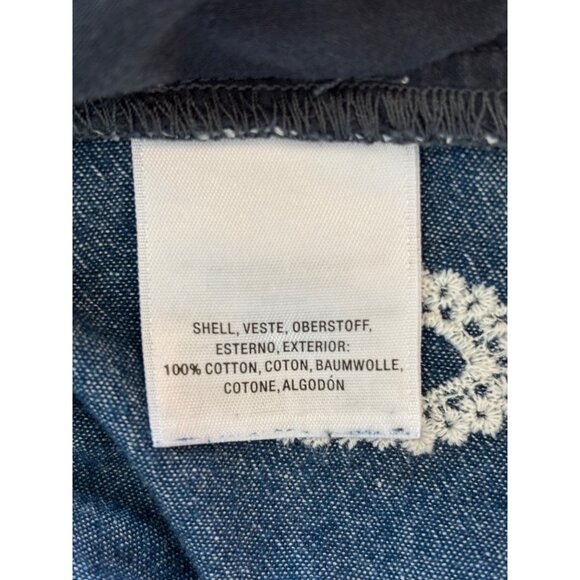 SHELL, VESTE, OBERSTOFF,
ESTERNO, EXTERIOR:
100% COTTON, COTON, BAUMWOLLE,
COTONE, ALGODÓN